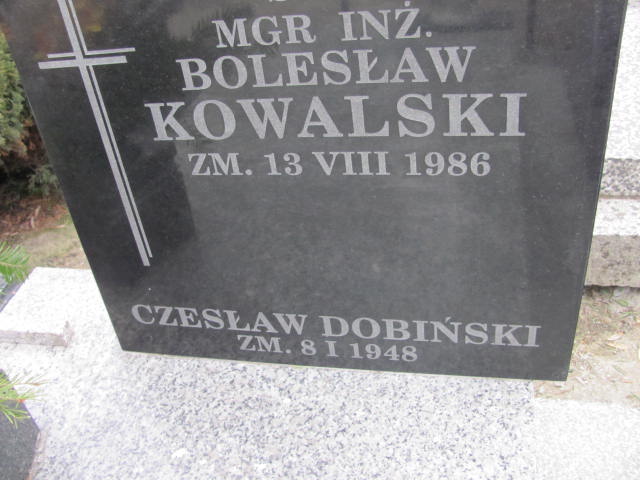 MGR INŻ.
BOLESŁAW
KOWALSKI
ZM. 13 VIII 1986
CZESŁAW DOBIŃSKI
ZM. 8 I 1948